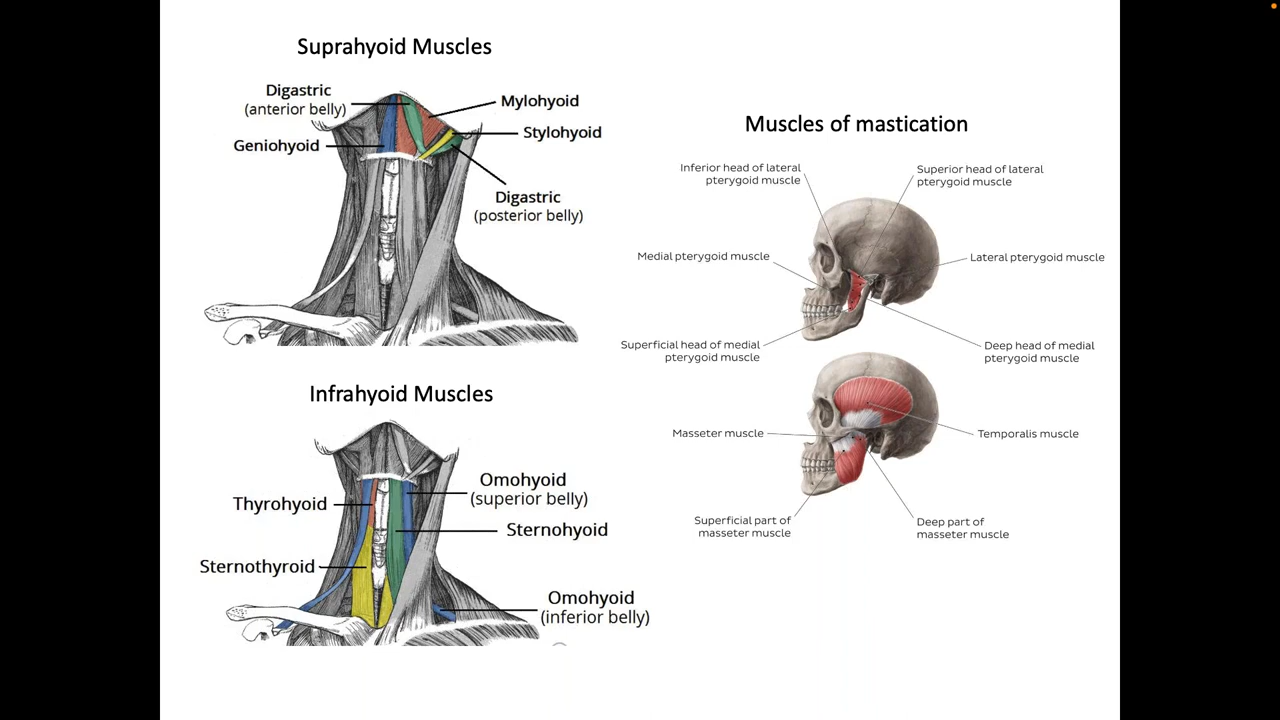 Suprahyoid Muscles
Digastric
(anterior belly)
Mylohyoid
Stylohyoid
Geniohyoid
Digastric
(posterior belly)
Infrahyoid Muscles
Omohyoid
(superior belly)
Thyrohyoid
Sternohyoid
Sternothyroid
Omohyoid
(inferior belly)
Muscles of mastication
Inferior head of lateral
pterygoid muscle
Superior head of lateral
pterygoid muscle
Medial pterygoid muscle
Lateral pterygoid muscle
Superficial head of medial
pterygoid muscle
Deep head of medial
pterygoid muscle
Masseter muscle
Temporalis muscle
Superficial part of
masseter muscle
Deep part of
masseter muscle